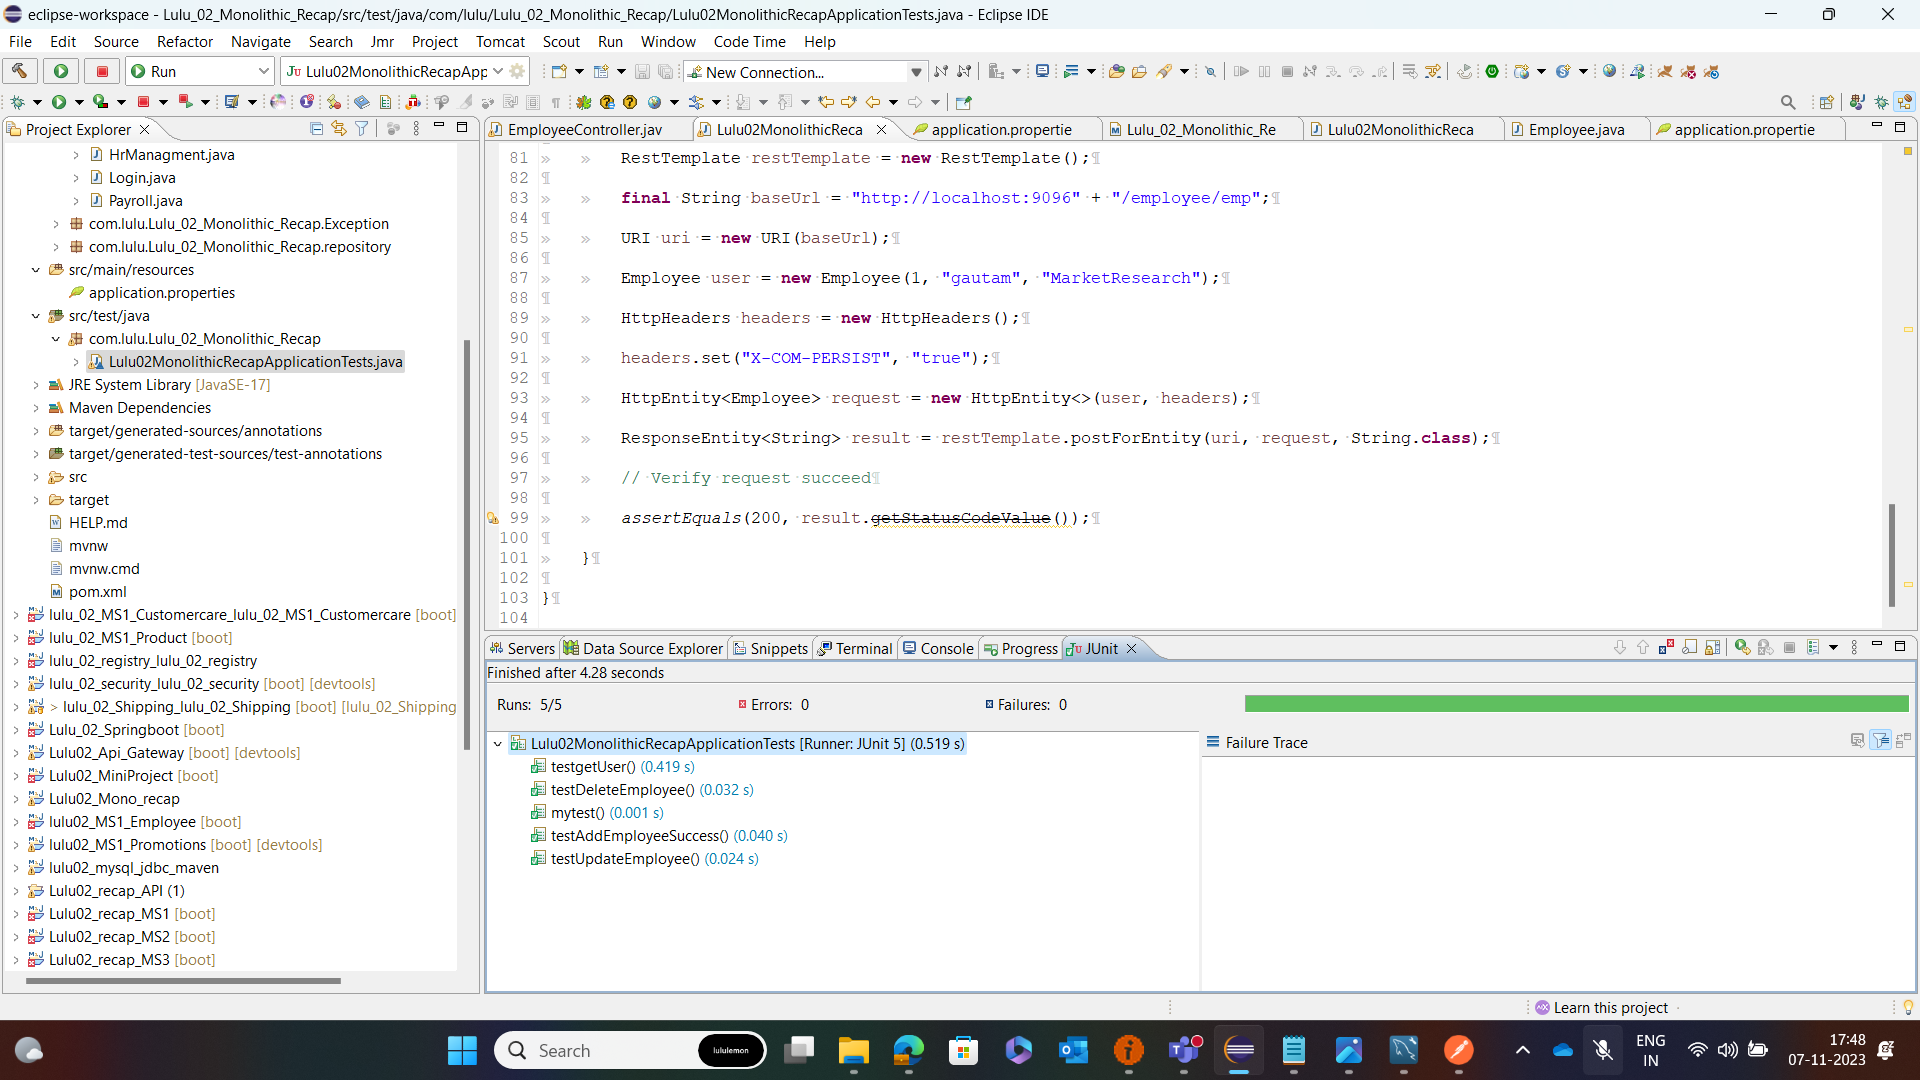 eclipse-workspace - Lulu_02_Monolithic_Recap/src/test/java/com/lulu/Lulu_02_Monolithic_Recap/Lulu02MonolithicRecapApplicationTests.java - Eclipse IDE
File Edit Source Refactor Navigate Search Jmr Project Tomcat Scout Run Window Code Time Help
Run Lulu02MonolithicRecapApp New Connection...
Project Explorer
HrManagment.java
Login.java
Payroll.java
com.lulu.Lulu_02_Monolithic_Recap.Exception
com.lulu.Lulu_02_Monolithic_Recap.repository
src/main/resources
application.properties
src/test/java
com.lulu.Lulu_02_Monolithic_Recap
Lulu02MonolithicRecapApplicationTests.java
JRE System Library [JavaSE-17]
Maven Dependencies
target/generated-sources/annotations
target/generated-test-sources/test-annotations
src
target
HELP.md
mvnw
mvnw.cmd
pom.xml
lulu_02_MS1_Customercare_lulu_02_MS1_Customercare [boot]
lulu_02_MS1_Product [boot]
lulu_02_registry_lulu_02_registry
lulu_02_security_lulu_02_security [boot] [devtools]
> lulu_02_Shipping_lulu_02_Shipping [boot] [lulu_02_Shipping
Lulu_02_Springboot [boot]
Lulu02_Api_Gateway [boot] [devtools]
Lulu02_MiniProject [boot]
Lulu02_Mono_recap
lulu02_MS1_Employee [boot]
lulu02_MS1_Promotions [boot] [devtools]
lulu02_mysql_jdbc_maven
Lulu02_recap_API (1)
Lulu02_recap_MS1 [boot]
Lulu02_recap_MS2 [boot]
Lulu02_recap_MS3 [boot]
EmployeeController.jav Lulu02MonolithicReca application.propertie Lulu_02_Monolithic_Re Lulu02MonolithicReca Employee.java application.propertie
81 » » RestTemplate restTemplate = new RestTemplate();¶
82 ¶
83 » » final String baseUrl = "http://localhost:9096" + "/employee/emp";¶
84 ¶
85 » » URI uri = new URI(baseUrl);¶
86 ¶
87 » » Employee user = new Employee(1, "gautam", "MarketResearch");¶
88 ¶
89 » » HttpHeaders headers = new HttpHeaders();¶
90 ¶
91 » » headers.set("X-COM-PERSIST", "true");¶
92 ¶
93 » » HttpEntity<Employee> request = new HttpEntity<>(user, headers);¶
94 ¶
95 » » ResponseEntity<String> result = restTemplate.postForEntity(uri, request, String.class);¶
96 ¶
97 » » // Verify request succeed¶
98 ¶
99 » » assertEquals(200, result.getStatusCodeValue());¶
100 ¶
101 » }¶
102 ¶
103 }¶
104
Servers Data Source Explorer Snippets Terminal Console Progress JUnit
Finished after 4.28 seconds
Runs: 5/5 Errors: 0 Failures: 0
Lulu02MonolithicRecapApplicationTests [Runner: JUnit 5] (0.519 s)
testgetUser() (0.419 s)
testDeleteEmployee() (0.032 s)
mytest() (0.001 s)
testAddEmployeeSuccess() (0.040 s)
testUpdateEmployee() (0.024 s)
Failure Trace
Learn this project
Search
lululemon
ENG
IN
17:48
07-11-2023